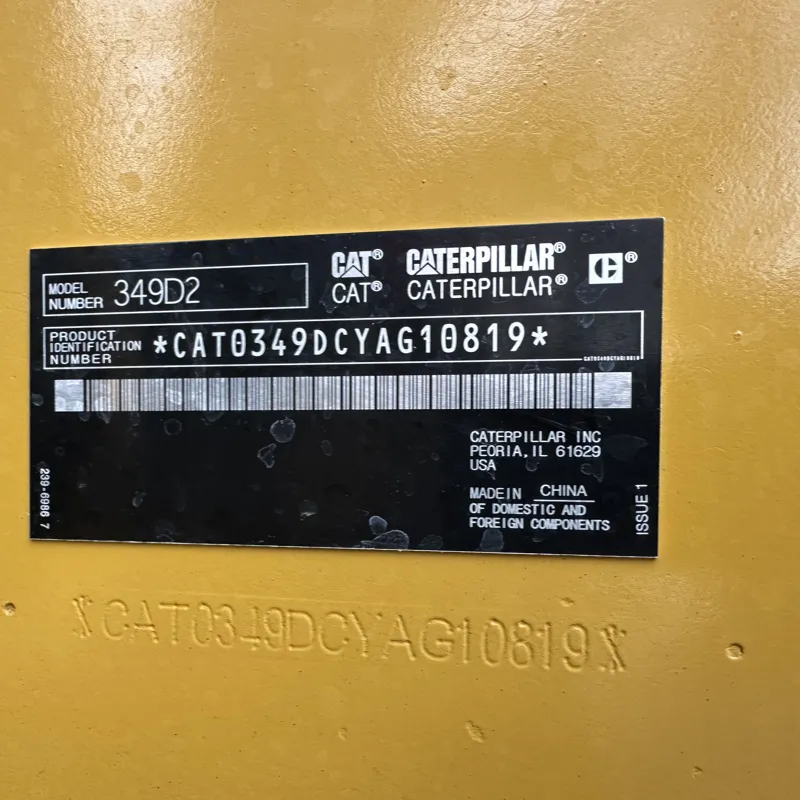 CAT® CATERPILLAR® C®
CAT® CATERPILLAR®
MODEL NUMBER 349D2
PRODUCT IDENTIFICATION NUMBER *CAT0349DCYAG10819*
CAT0349DCYAG10819
CATERPILLAR INC
PEORIA, IL 61629
USA
MADE IN CHINA
OF DOMESTIC AND
FOREIGN COMPONENTS
239-6986 7
ISSUE 1
CAT0349DCYAG10819